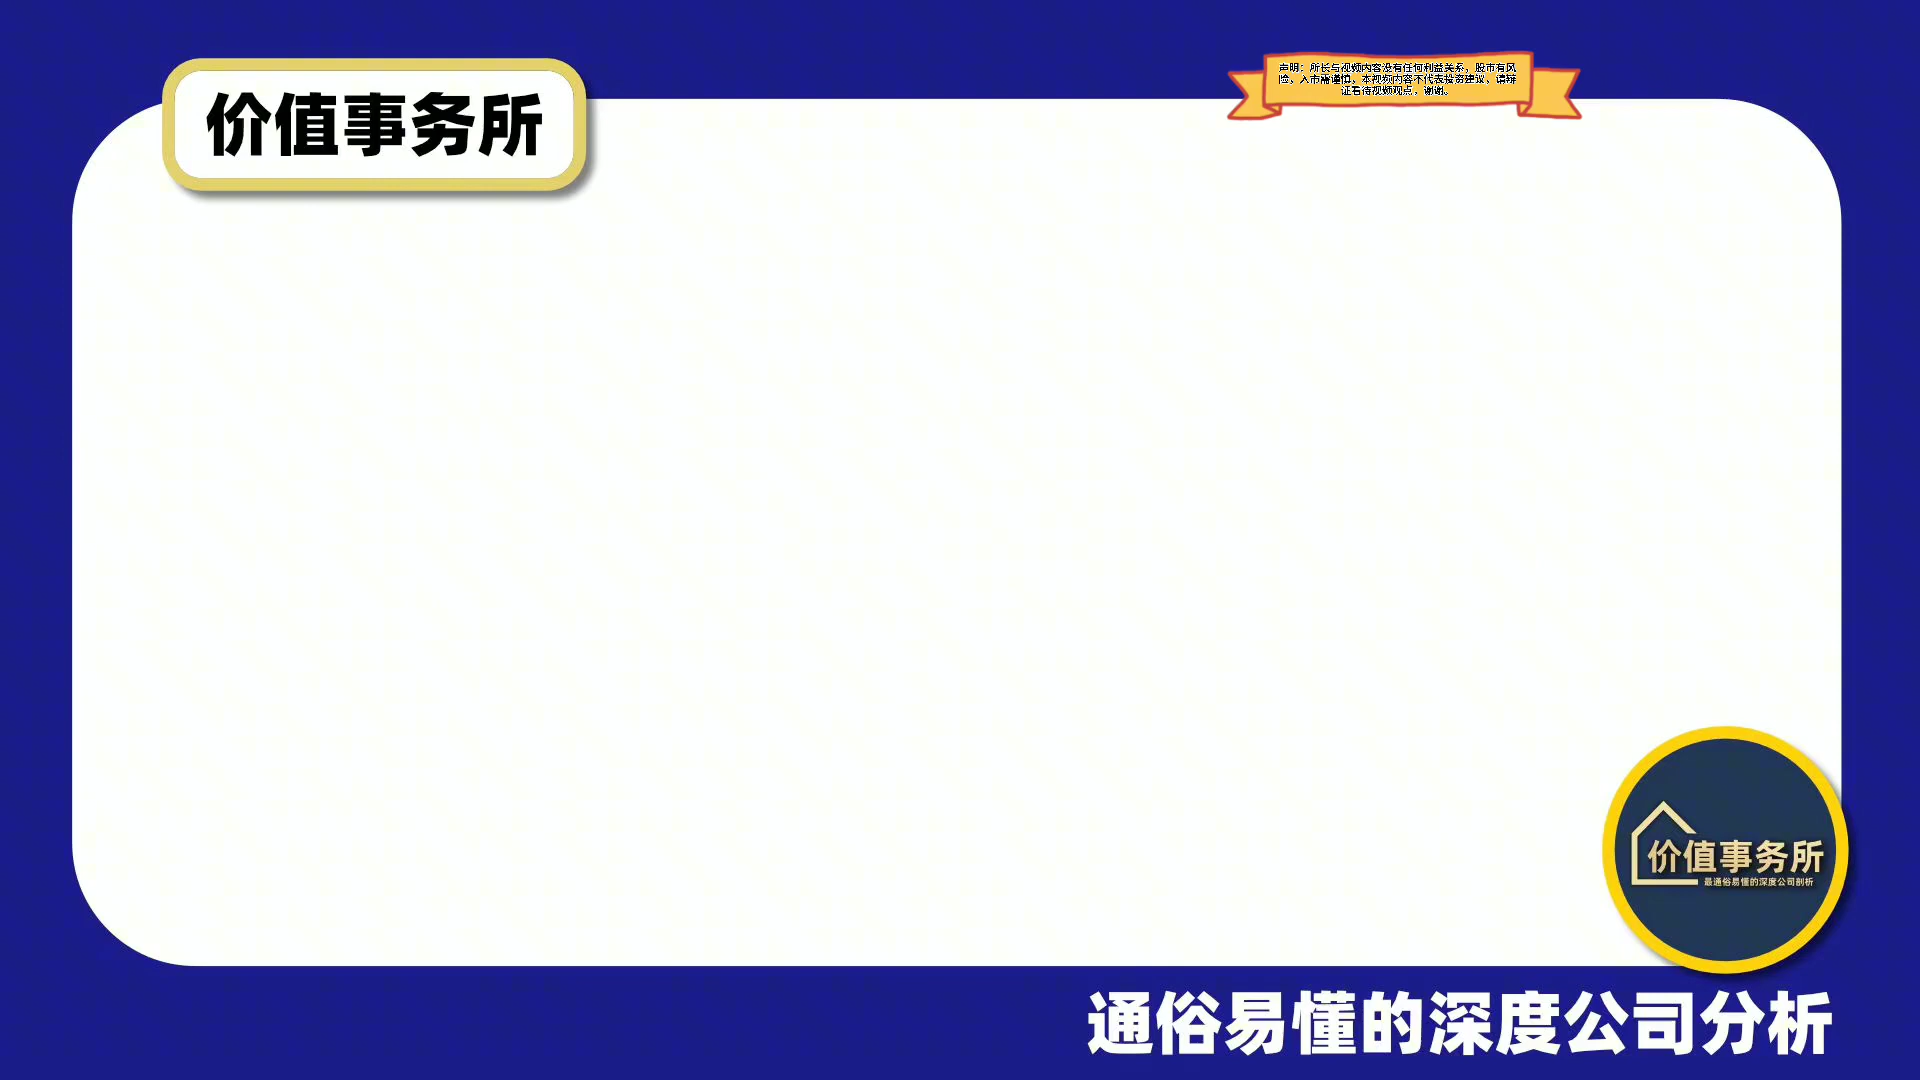 价值事务所
声明：所长与视频内容没有任何利益关系，股市有风
险，入市需谨慎，本视频内容不代表投资建议，请辩
证看待视频观点，谢谢。
价值事务所
最通俗易懂的深度公司剖析
通俗易懂的深度公司分析